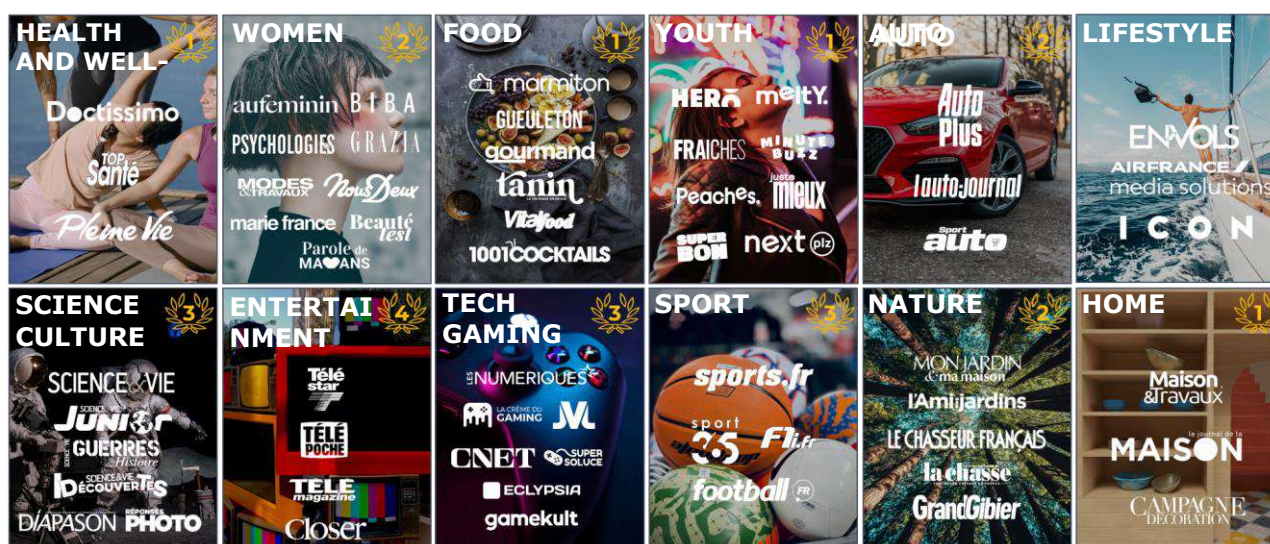 HEALTH
AND WELL-
1
Doctissimo
TOP
Santé
Pleine Vie
WOMEN
2
aufeminin BIBA
PSYCHOLOGIES GRAZIA
MODES
&TRAVAUX
NousDeux
marie france
Beauté
test
Parole de
MAMANS
FOOD
1
marmiton
GUEULETON
gourmand
tanin
Vitalfood
1001COCKTAILS
YOUTH
1
HERO melty.
FRAICHES
MINUTE
BUZZ
Peaches.
juste
mieux
SUPER
BON
next plz
AUTO
2
Auto
Plus
l'auto-journal
Sport
auto
LIFESTYLE
ENVOLS
AIRFRANCE
media solutions
ICON
SCIENCE
CULTURE
3
SCIENCE&VIE
SCIENCE & VIE
JUNIOR
SCIENCE & VIE
GUERRES
Histoire
SCIENCE&VIE
DÉCOUVERTES
DIAPASON
RÉPONSES
PHOTO
ENTERTAI
NMENT
4
Télé
star
TÉLÉ
POCHE
TÉLÉ
magazine
Closer
TECH
GAMING
3
LES NUMERIQUES
LA CRÈME DU
GAMING
JV
CNET
SUPER
SOLUCE
ECLYPSIA
gamekult
SPORT
3
sports.fr
sport
365
F1i.fr
football FR
NATURE
2
MON JARDIN
&ma maison
l'Ami des jardins
LE CHASSEUR FRANÇAIS
la chasse
GrandGibier
HOME
1
Maison
&Travaux
le journal de la
MAISON
CAMPAGNE
DÉCORATION